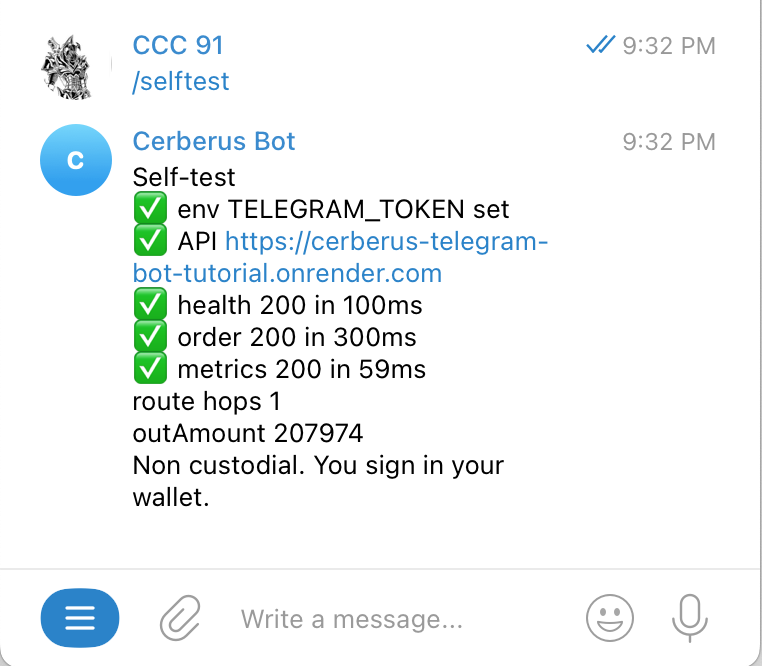 CCC 91 9:32 PM
/selftest
C
Cerberus Bot 9:32 PM
Self-test
✅ env TELEGRAM_TOKEN set
✅ API https://cerberus-telegram-
bot-tutorial.onrender.com
✅ health 200 in 100ms
✅ order 200 in 300ms
✅ metrics 200 in 59ms
route hops 1
outAmount 207974
Non custodial. You sign in your
wallet.
Write a message...